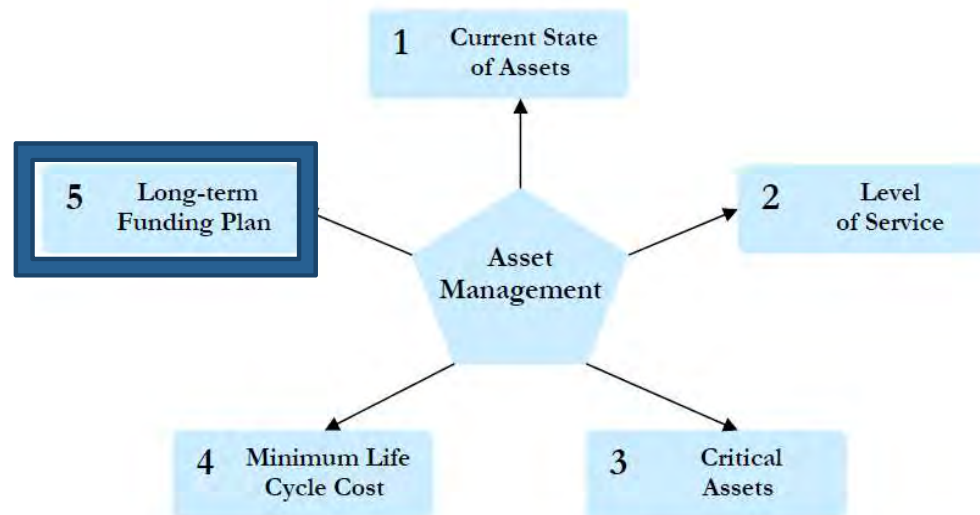 1 Current State
of Assets
5 Long-term
Funding Plan
2 Level
of Service
Asset
Management
4 Minimum Life
Cycle Cost
3 Critical
Assets